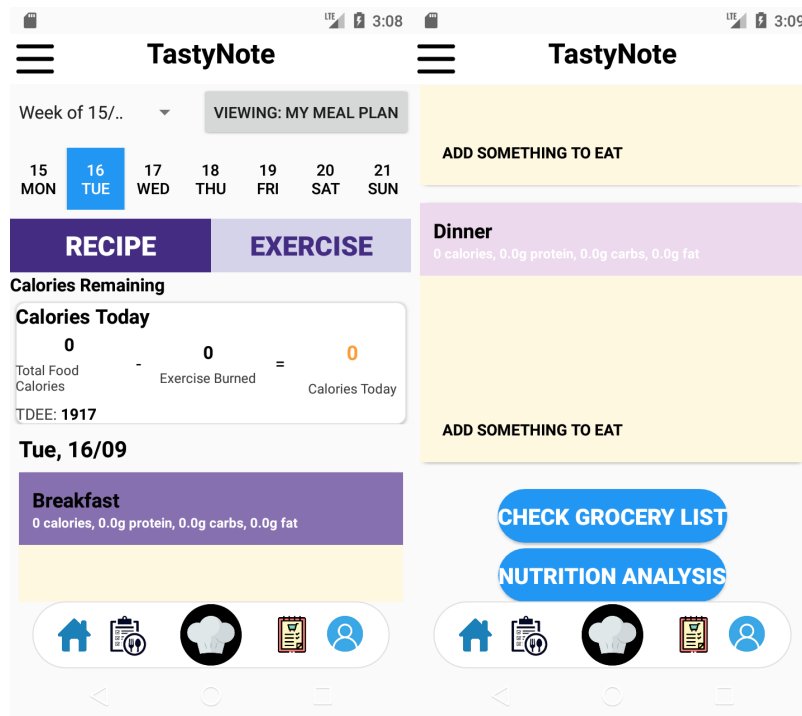 LTE 3:08
TastyNote
Week of 15/..
VIEWING: MY MEAL PLAN
15 16 17 18 19 20 21
MON TUE WED THU FRI SAT SUN
RECIPE EXERCISE
Calories Remaining
Calories Today
0 - 0 = 0
Total Food Calories
Exercise Burned
Calories Today
TDEE: 1917
Tue, 16/09
Breakfast
0 calories, 0.0g protein, 0.0g carbs, 0.0g fat
LTE 3:09
TastyNote
ADD SOMETHING TO EAT
Dinner
0 calories, 0.0g protein, 0.0g carbs, 0.0g fat
ADD SOMETHING TO EAT
CHECK GROCERY LIST
NUTRITION ANALYSIS